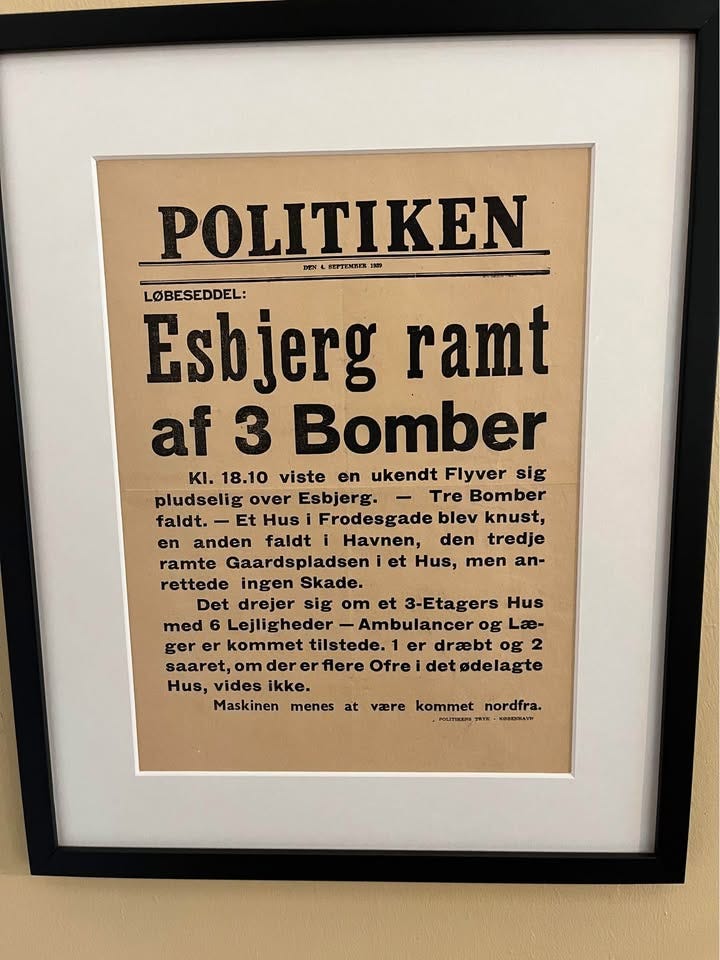 POLITIKEN
DEN 4. SEPTEMBER 1939
LØBESEDDEL:
Esbjerg ramt
af 3 Bomber
Kl. 18.10 viste en ukendt Flyver sig
pludselig over Esbjerg. — Tre Bomber
faldt. — Et Hus i Frodesgade blev knust,
en anden faldt i Havnen, den tredje
ramte Gaardspladsen i et Hus, men an-
rettede ingen Skade.
Det drejer sig om et 3-Etagers Hus
med 6 Lejligheder — Ambulancer og Læ-
ger er kommet tilstede. 1 er dræbt og 2
saaret, om der er flere Ofre i det ødelagte
Hus, vides ikke.
Maskinen menes at være kommet nordfra.
POLITIKENS TRYK - KØBENHAVN